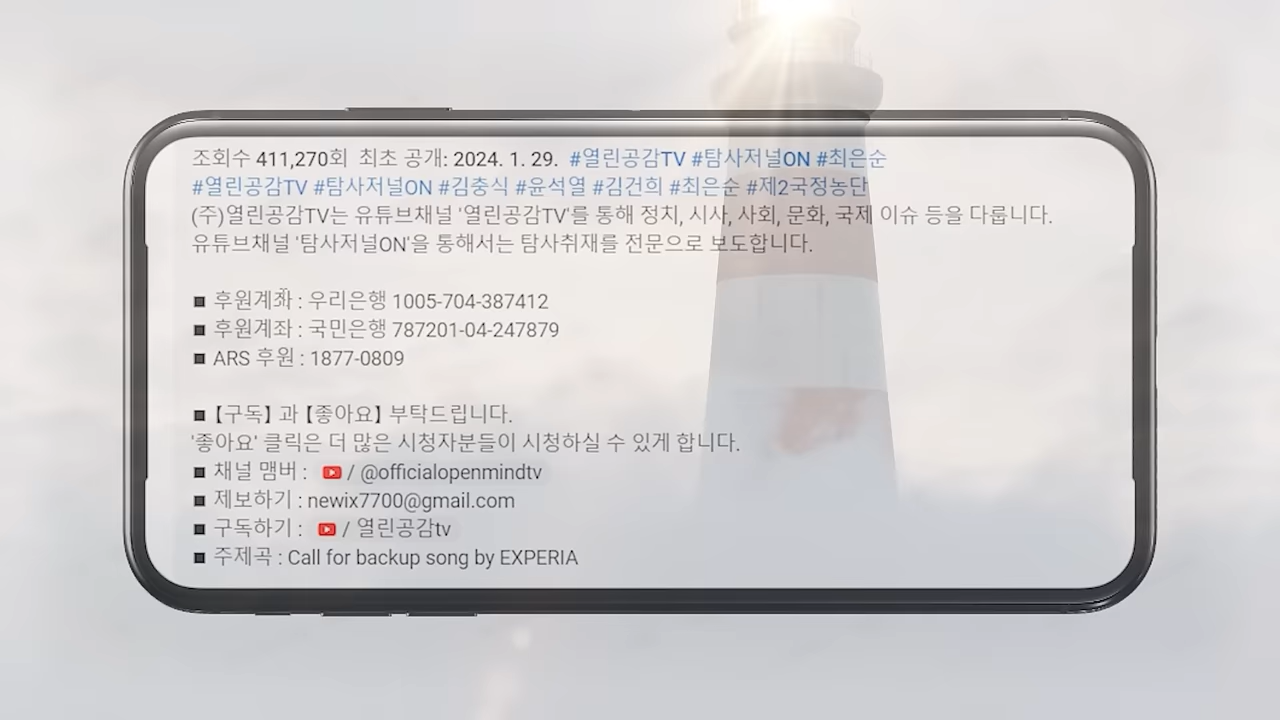 조회수 411,270회 최초 공개: 2024. 1. 29. #열린공감TV #탐사저널ON #최은순
#열린공감TV #탐사저널ON #김충식 #윤석열 #김건희 #최은순 #제2국정농단
(주)열린공감TV는 유튜브채널 '열린공감TV'를 통해 정치, 시사, 사회, 문화, 국제 이슈 등을 다룹니다.
유튜브채널 '탐사저널ON'을 통해서는 탐사취재를 전문으로 보도합니다.
■ 후원계좌 : 우리은행 1005-704-387412
■ 후원계좌 : 국민은행 787201-04-247879
■ ARS 후원 : 1877-0809
■ 【구독】 과 【좋아요】 부탁드립니다.
'좋아요' 클릭은 더 많은 시청자분들이 시청하실 수 있게 합니다.
■ 채널 맴버 : / @officialopenmindtv
■ 제보하기 : newix7700@gmail.com
■ 구독하기 : / 열린공감tv
■ 주제곡 : Call for backup song by EXPERIA